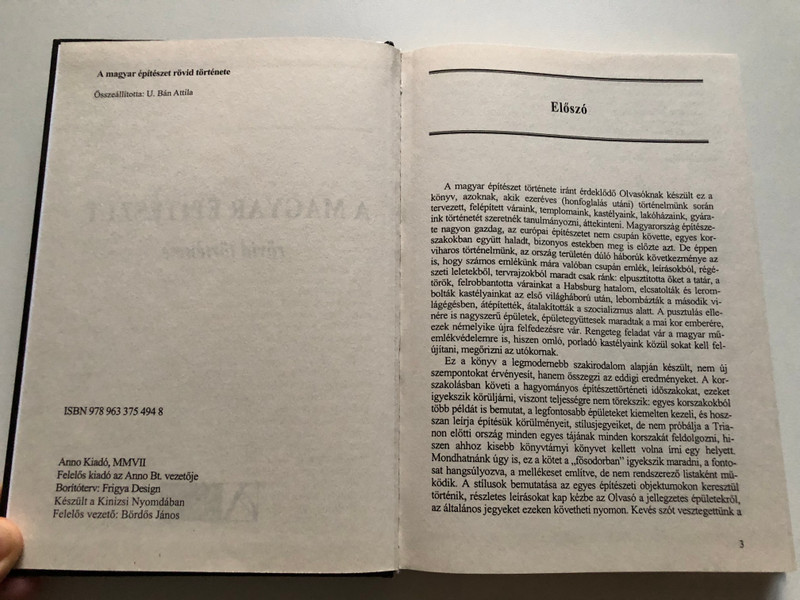 A magyar építészet rövid története
Összeállította: U. Bán Attila
ISBN 978 963 375 494 8
Anno Kiadó, MMVII
Felelős kiadó az Anno Bt. vezetője
Borítóterv: Frigya Design
Készült a Kinizsi Nyomdában
Felelős vezető: Bördős János
Előszó
A magyar építészet története iránt érdeklődő Olvasóknak készült ez a
könyv, azoknak, akik ezeréves (honfoglalás utáni) történelmünk során
tervezett, felépített váraink, templomaink, kastélyaink, lakóházaink, gyára-
ink történetét szeretnék tanulmányozni, áttekinteni. Magyarország építésze-
te nagyon gazdag, az európai építészetet nem csupán követte, egyes kor-
szakokban együtt haladt, bizonyos estekben meg is előzte azt. De éppen
viharos történelmünk, az ország területén dúló háborúk következménye az
is, hogy számos emlékünk mára valóban csupán emlék, leírásokból, régé-
szeti leletekből, tervrajzokból maradt csak ránk: elpusztította őket a tatár, a
török, felrobbantotta várainkat a Habsburg hatalom, elcsatolták és lerom-
bolták kastélyainkat az első világháború után, lebombázták a második vi-
lágégésben, átépítették, átalakították a szocializmus alatt. A pusztulás elle-
nére is nagyszerű épületek, épületegyüttesek maradtak a mai kor emberére,
ezek némelyike újra felfedezésre vár. Rengeteg feladat vár a magyar mű-
emlékvédelemre is, hiszen omló, porladó kastélyaink közül sokat kell fel-
újítani, megőrizni az utókornak.
Ez a könyv a legmodernebb szakirodalom alapján készült, nem új
szempontokat érvényesít, hanem összegzi az eddigi eredményeket. A kor-
szakolásban követi a hagyományos építészettörténeti időszakokat, ezeket
igyekszik körüljárni, viszont teljességre nem törekszik: egyes korszakokból
több példát is bemutat, a legfontosabb épületeket kiemelten kezeli, és hosz-
szan leírja építésük körülményeit, stílusjegyeiket, de nem próbálja a Tria-
non előtti ország minden egyes tájának minden korszakát feldolgozni, hi-
szen ahhoz kisebb könyvtárnyi könyvet kellett volna írni egy helyett.
Mondhatnánk úgy is, ez a kötet a „fősodorban” igyekszik maradni, a fonto-
sat hangsúlyozva, a mellékeset említve, de nem rendszerező listaként mű-
ködik. A stílusok bemutatása az egyes építészeti objektumokon keresztül
történik, részletes leírásokat kap kézbe az Olvasó a jellegzetes épületekről,
az általános jegyeket ezeken követheti nyomon. Kevés szót vesztegettünk a
3